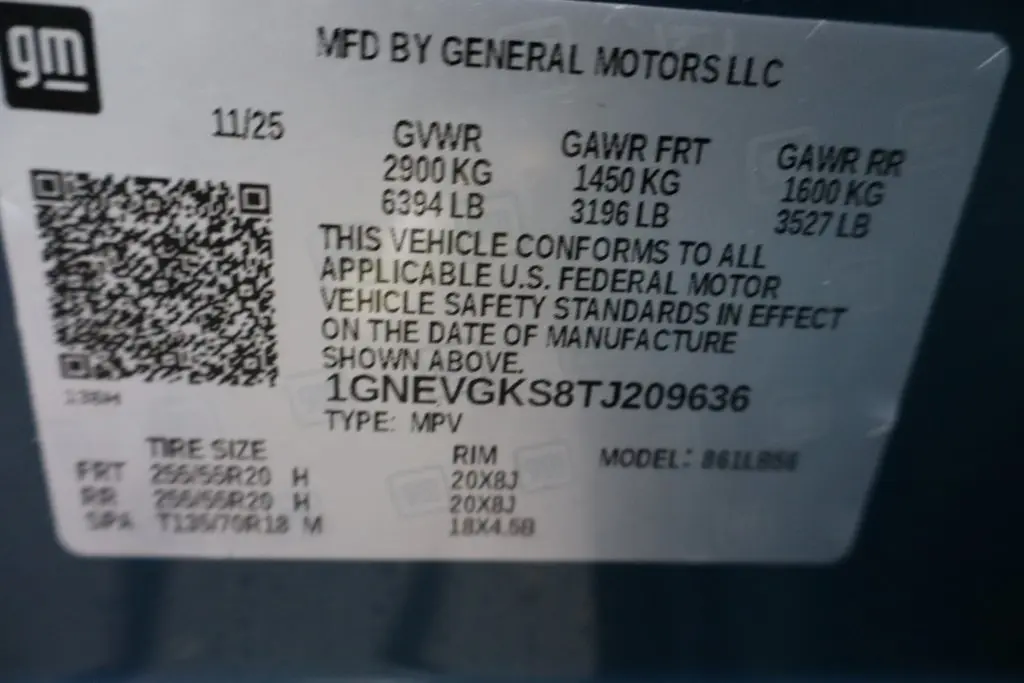 gm
MFD BY GENERAL MOTORS LLC
11/25
GVWR GAWR FRT GAWR RR
2900 KG 1450 KG 1600 KG
6394 LB 3196 LB 3527 LB
THIS VEHICLE CONFORMS TO ALL
APPLICABLE U.S. FEDERAL MOTOR
VEHICLE SAFETY STANDARDS IN EFFECT
ON THE DATE OF MANUFACTURE
SHOWN ABOVE.
1GNEVGKS8TJ209636
TYPE: MPV
TIRE SIZE RIM MODEL:
FRT 255/55R20 H 20X8J
RR 255/55R20 H 20X8J
SPA T135/70R18 M 18X4.5B